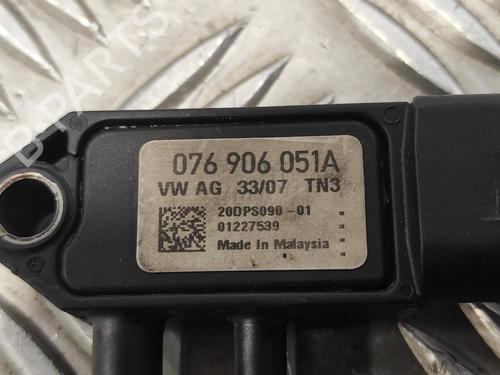 076 906 051A
VW AG 33/07 TN3
20DPS090-01
01227539
Made In Malaysia
B-PARTS